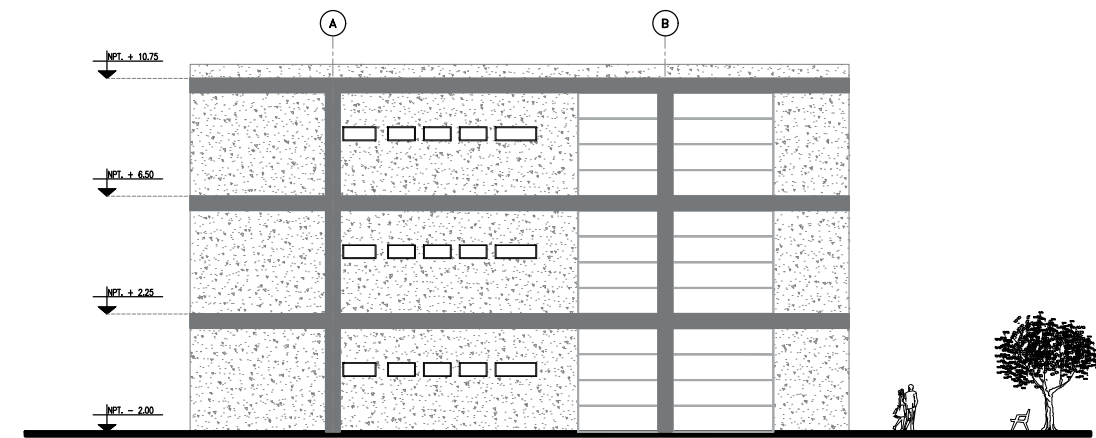 A
B
NPT. + 10.75
NPT. + 6.50
NPT. + 2.25
NPT. - 2.00